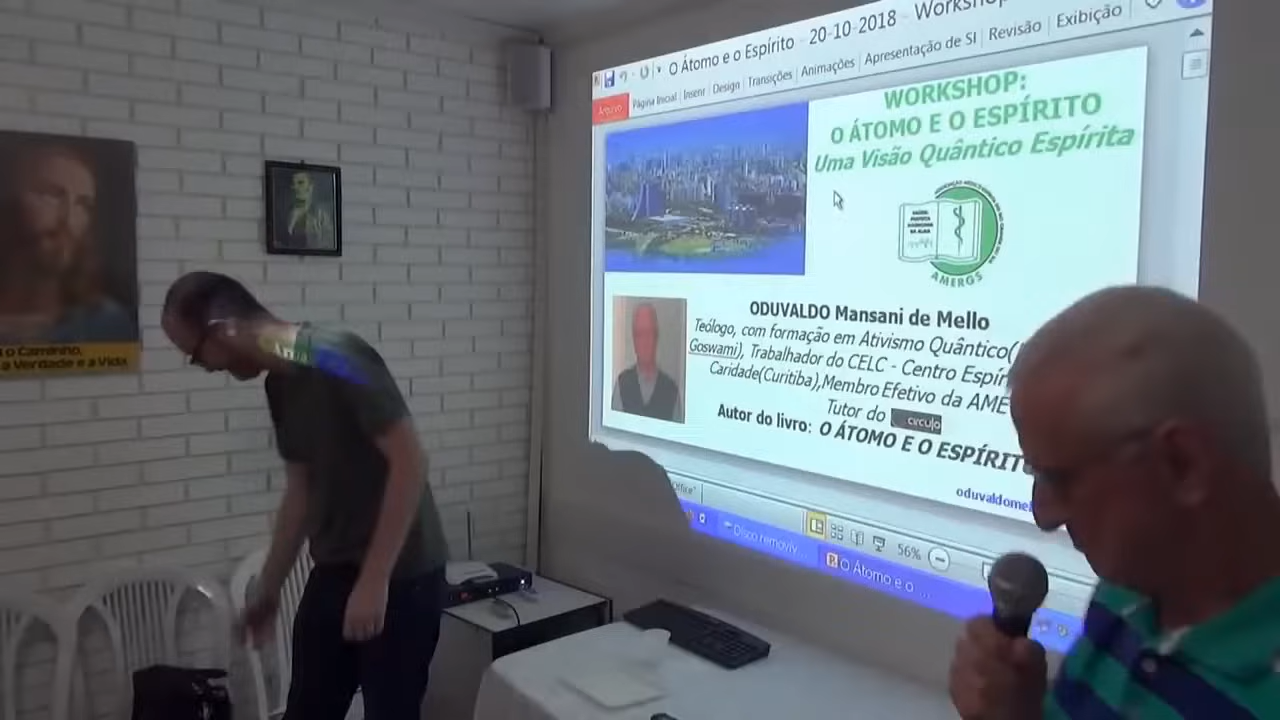 O Átomo e o Espírito - 20-10-2018 - Workshop
Arquivo Página Inicial Inserir Design Transições Animações Apresentação de Sl Revisão Exibição
WORKSHOP:
O ÁTOMO E O ESPÍRITO
Uma Visão Quântico Espírita
AMERGS
ODUVALDO Mansani de Mello
Teólogo, com formação em Ativismo Quântico(
Goswami), Trabalhador do CELC - Centro Espír
Caridade(Curitiba),Membro Efetivo da AME
Tutor do circulo
Autor do livro: O ÁTOMO E O ESPÍRIT
oduvaldomel
Office"
56%
Disco removív...
O Átomo e o ...
o Caminho,
a Verdade e a Vida